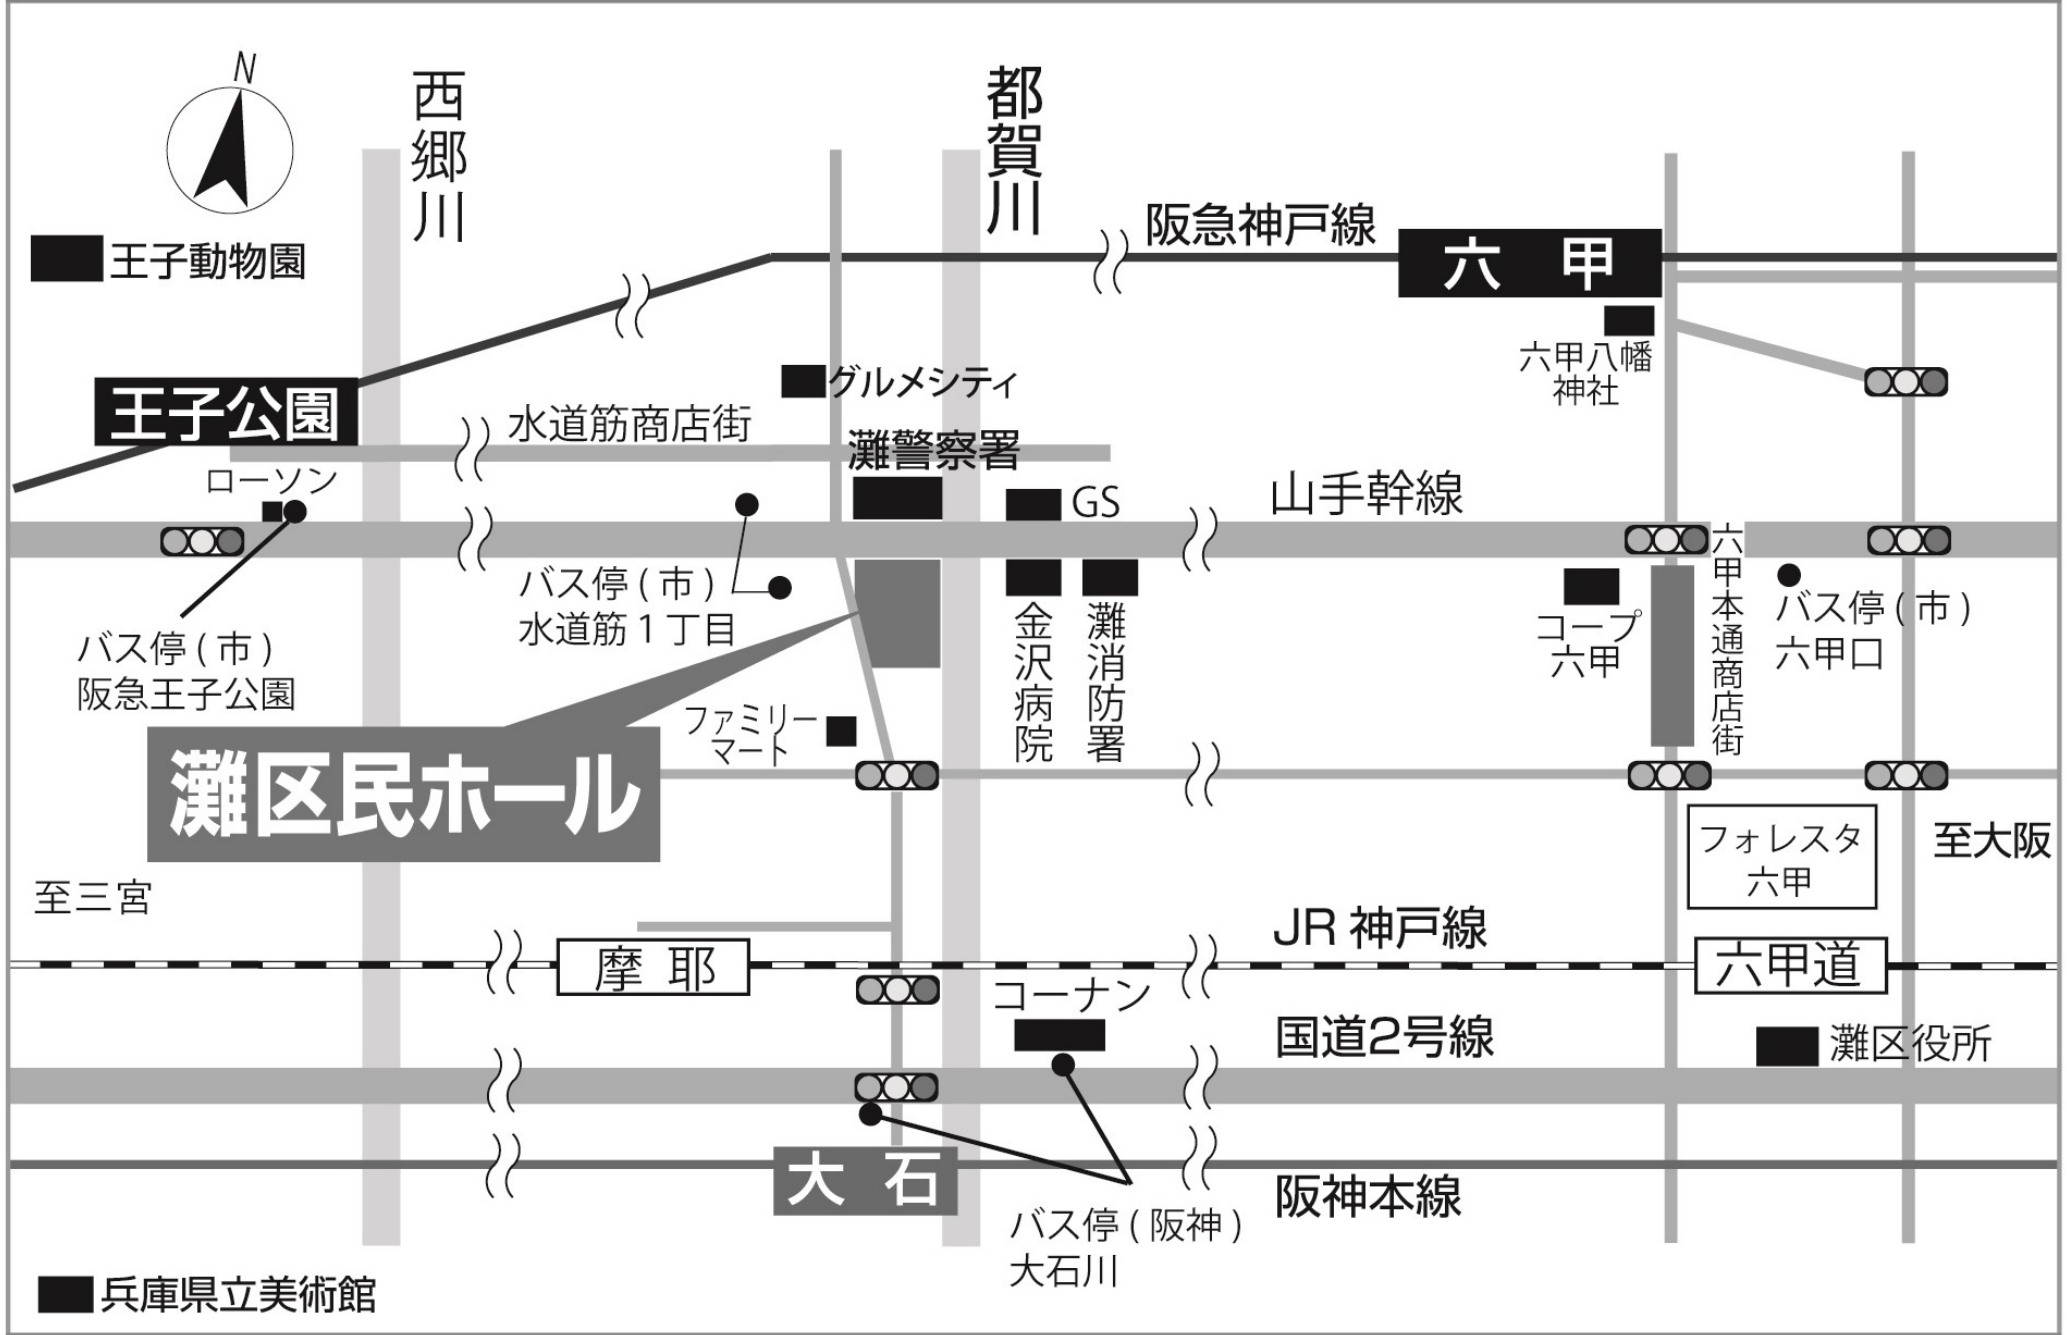 N
西郷川
都賀川
阪急神戸線
六 甲
王子動物園
六甲八幡
神社
グルメシティ
王子公園
水道筋商店街
灘警察署
ローソン
GS
山手幹線
バス停(市)
水道筋1丁目
金沢病院
灘消防署
コープ
六甲
六甲本通商店街
バス停(市)
六甲口
バス停(市)
阪急王子公園
ファミリー
マート
灘区民ホール
フォレスタ
六甲
至大阪
至三宮
JR 神戸線
摩 耶
六甲道
コーナン
国道2号線
灘区役所
大 石
阪神本線
バス停(阪神)
大石川
兵庫県立美術館